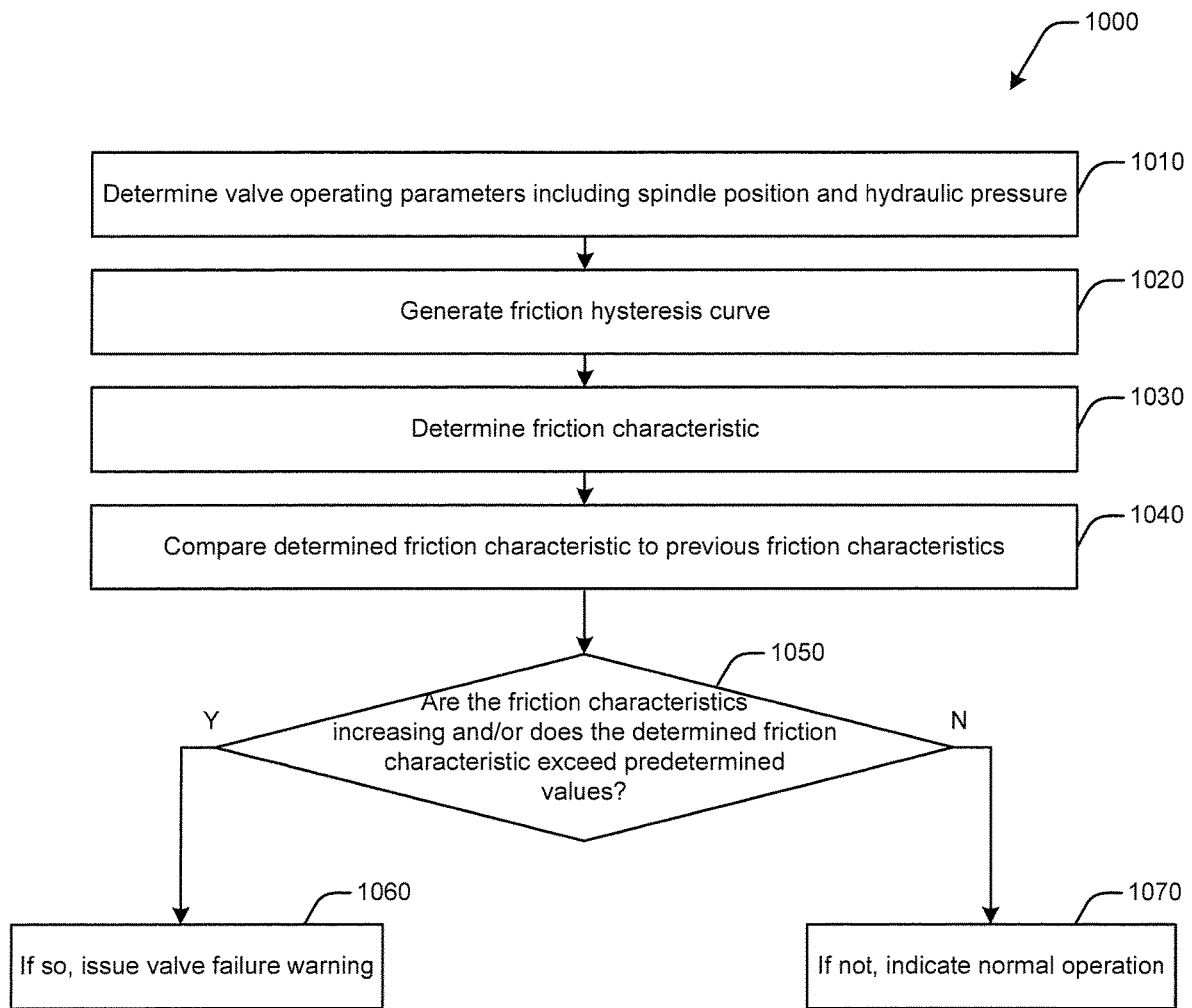 1000
Determine valve operating parameters including spindle position and hydraulic pressure
1010
Generate friction hysteresis curve
1020
Determine friction characteristic
1030
Compare determined friction characteristic to previous friction characteristics
1040
1050
Are the friction characteristics
increasing and/or does the determined friction
characteristic exceed predetermined
values?
Y
N
1060
If so, issue valve failure warning
1070
If not, indicate normal operation